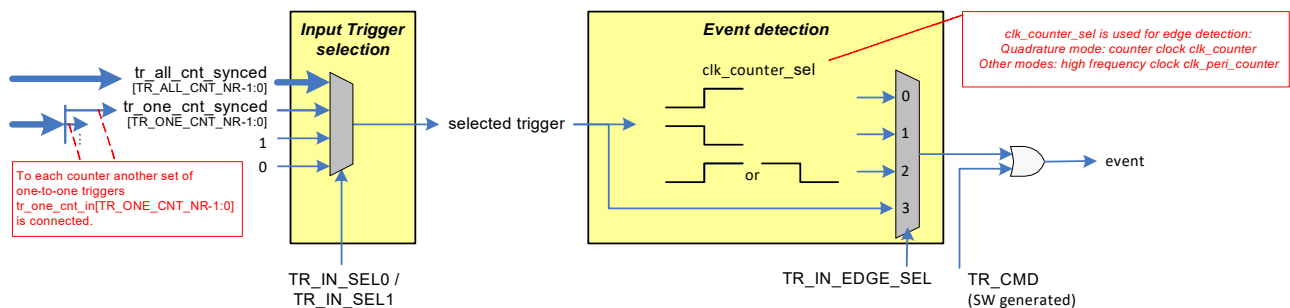 Input Trigger
selection
tr_all_cnt_synced
[TR_ALL_CNT_NR-1:0]
tr_one_cnt_synced
[TR_ONE_CNT_NR-1:0]
1
0
To each counter another set of
one-to-one triggers
tr_one_cnt_in[TR_ONE_CNT_NR-1:0]
is connected.
TR_IN_SEL0 /
TR_IN_SEL1
selected trigger
Event detection
clk_counter_sel
or
0
1
2
3
TR_IN_EDGE_SEL
clk_counter_sel is used for edge detection:
Quadrature mode: counter clock clk_counter
Other modes: high frequency clock clk_peri_counter
event
TR_CMD
(SW generated)